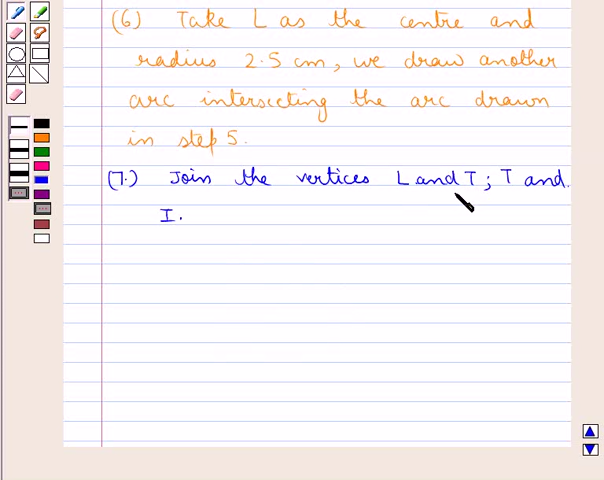 (6) Take L as the centre and
radius 2.5 cm, we draw another
arc intersecting the arc drawn
in step 5.
(7.) Join the vertices L and T; T and
I.